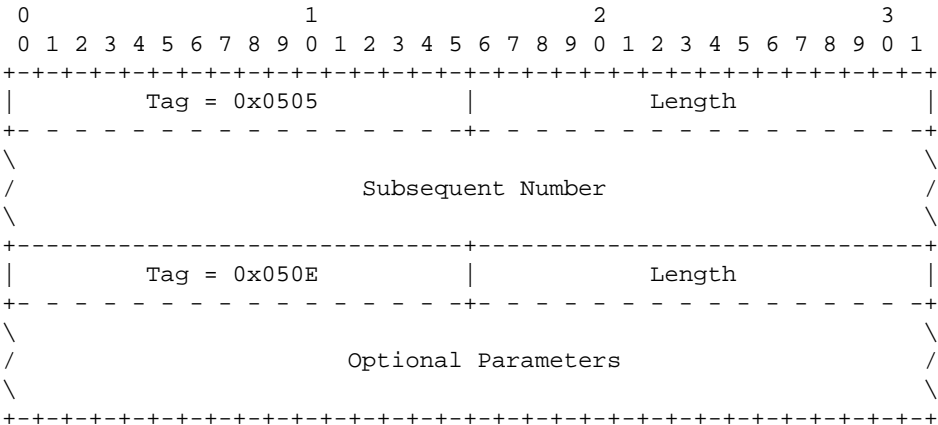 0                   1                   2                   3
 0 1 2 3 4 5 6 7 8 9 0 1 2 3 4 5 6 7 8 9 0 1 2 3 4 5 6 7 8 9 0 1
+-+-+-+-+-+-+-+-+-+-+-+-+-+-+-+-+-+-+-+-+-+-+-+-+-+-+-+-+-+-+-+-+
|         Tag = 0x0505          |            Length             |
+- - - - - - - - - - - - - - - -+- - - - - - - - - - - - - - - -+
\                                                               \
/                        Subsequent Number                      /
\                                                               \
+-------------------------------+-------------------------------+
|         Tag = 0x050E          |            Length             |
+- - - - - - - - - - - - - - - -+- - - - - - - - - - - - - - - -+
\                                                               \
/                       Optional Parameters                     /
\                                                               \
+-+-+-+-+-+-+-+-+-+-+-+-+-+-+-+-+-+-+-+-+-+-+-+-+-+-+-+-+-+-+-+-+